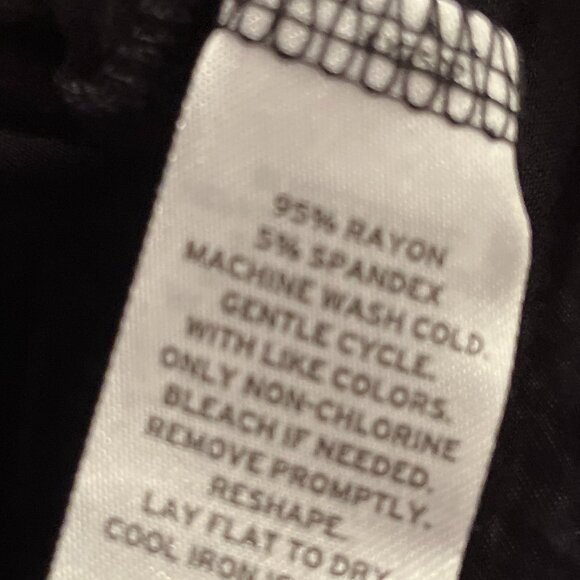 95% RAYON
5% SPANDEX
MACHINE WASH COLD.
GENTLE CYCLE.
WITH LIKE COLORS.
ONLY NON-CHLORINE
BLEACH IF NEEDED.
REMOVE PROMPTLY.
RESHAPE.
LAY FLAT TO DRY
COOL IRON